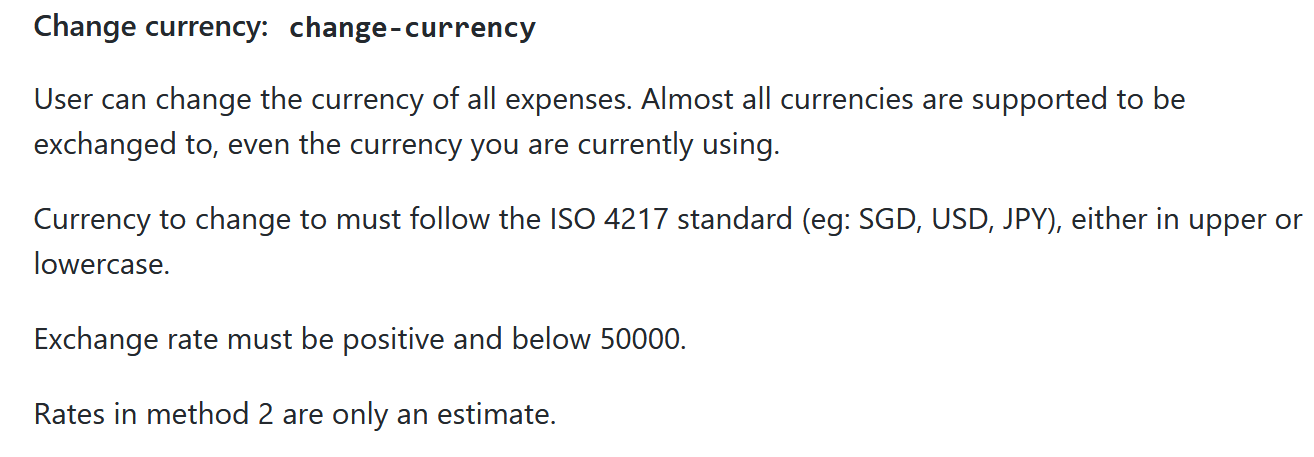 Change currency: change-currency
User can change the currency of all expenses. Almost all currencies are supported to be
exchanged to, even the currency you are currently using.
Currency to change to must follow the ISO 4217 standard (eg: SGD, USD, JPY), either in upper or
lowercase.
Exchange rate must be positive and below 50000.
Rates in method 2 are only an estimate.